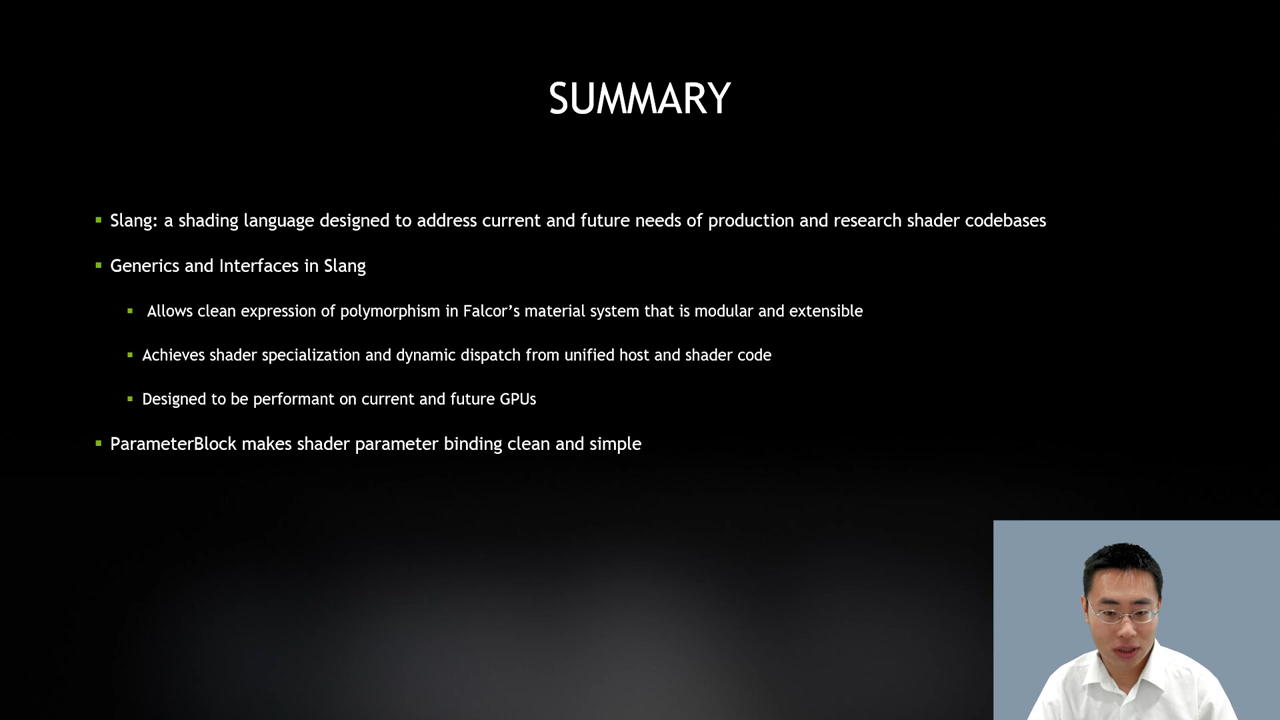 SUMMARY
Slang: a shading language designed to address current and future needs of production and research shader codebases
Generics and Interfaces in Slang
Allows clean expression of polymorphism in Falcor’s material system that is modular and extensible
Achieves shader specialization and dynamic dispatch from unified host and shader code
Designed to be performant on current and future GPUs
ParameterBlock makes shader parameter binding clean and simple